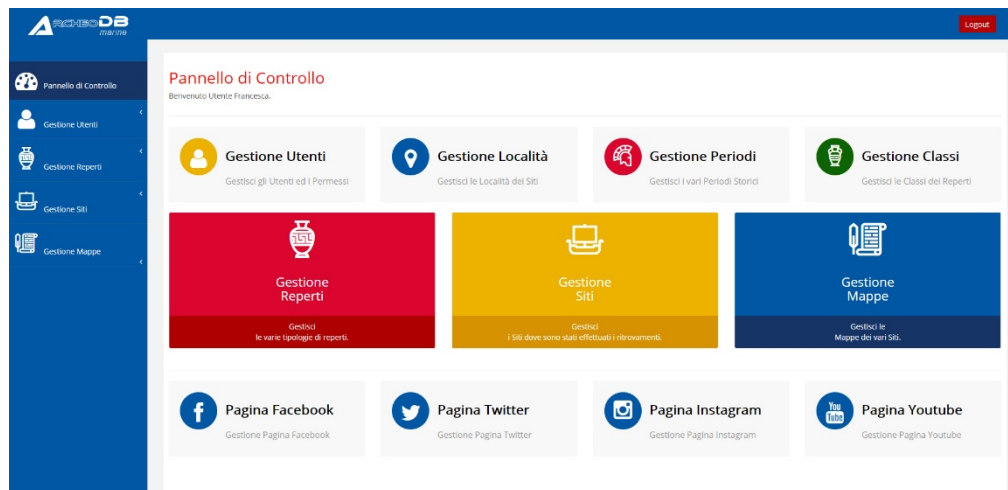 ARCHEODB
marine
Logout
Pannello di Controllo
Gestione Utenti
Gestione Reperti
Gestione Siti
Gestione Mappe
Pannello di Controllo
Benvenuto Utente Francesca.
Gestione Utenti
Gestisci gli Utenti ed i Permessi
Gestione Località
Gestisci le Località dei Siti
Gestione Periodi
Gestisci i vari Periodi Storici
Gestione Classi
Gestisci le Classi dei Reperti
Gestione
Reperti
Gestisci
le varie tipologie di reperti.
Gestione
Siti
Gestisci
i Siti dove sono stati effettuati i ritrovamenti.
Gestione
Mappe
Gestisci le
Mappe dei vari Siti.
Pagina Facebook
Gestione Pagina Facebook
Pagina Twitter
Gestione Pagina Twitter
Pagina Instagram
Gestione Pagina Instagram
You
Tube
Pagina Youtube
Gestione Pagina Youtube